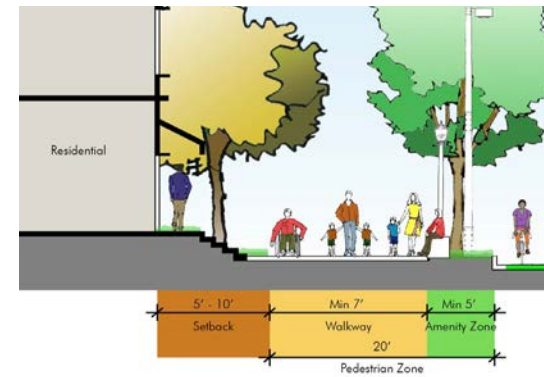 Residential
5' - 10' Min 7' Min 5'
Setback Walkway Amenity Zone
20'
Pedestrian Zone